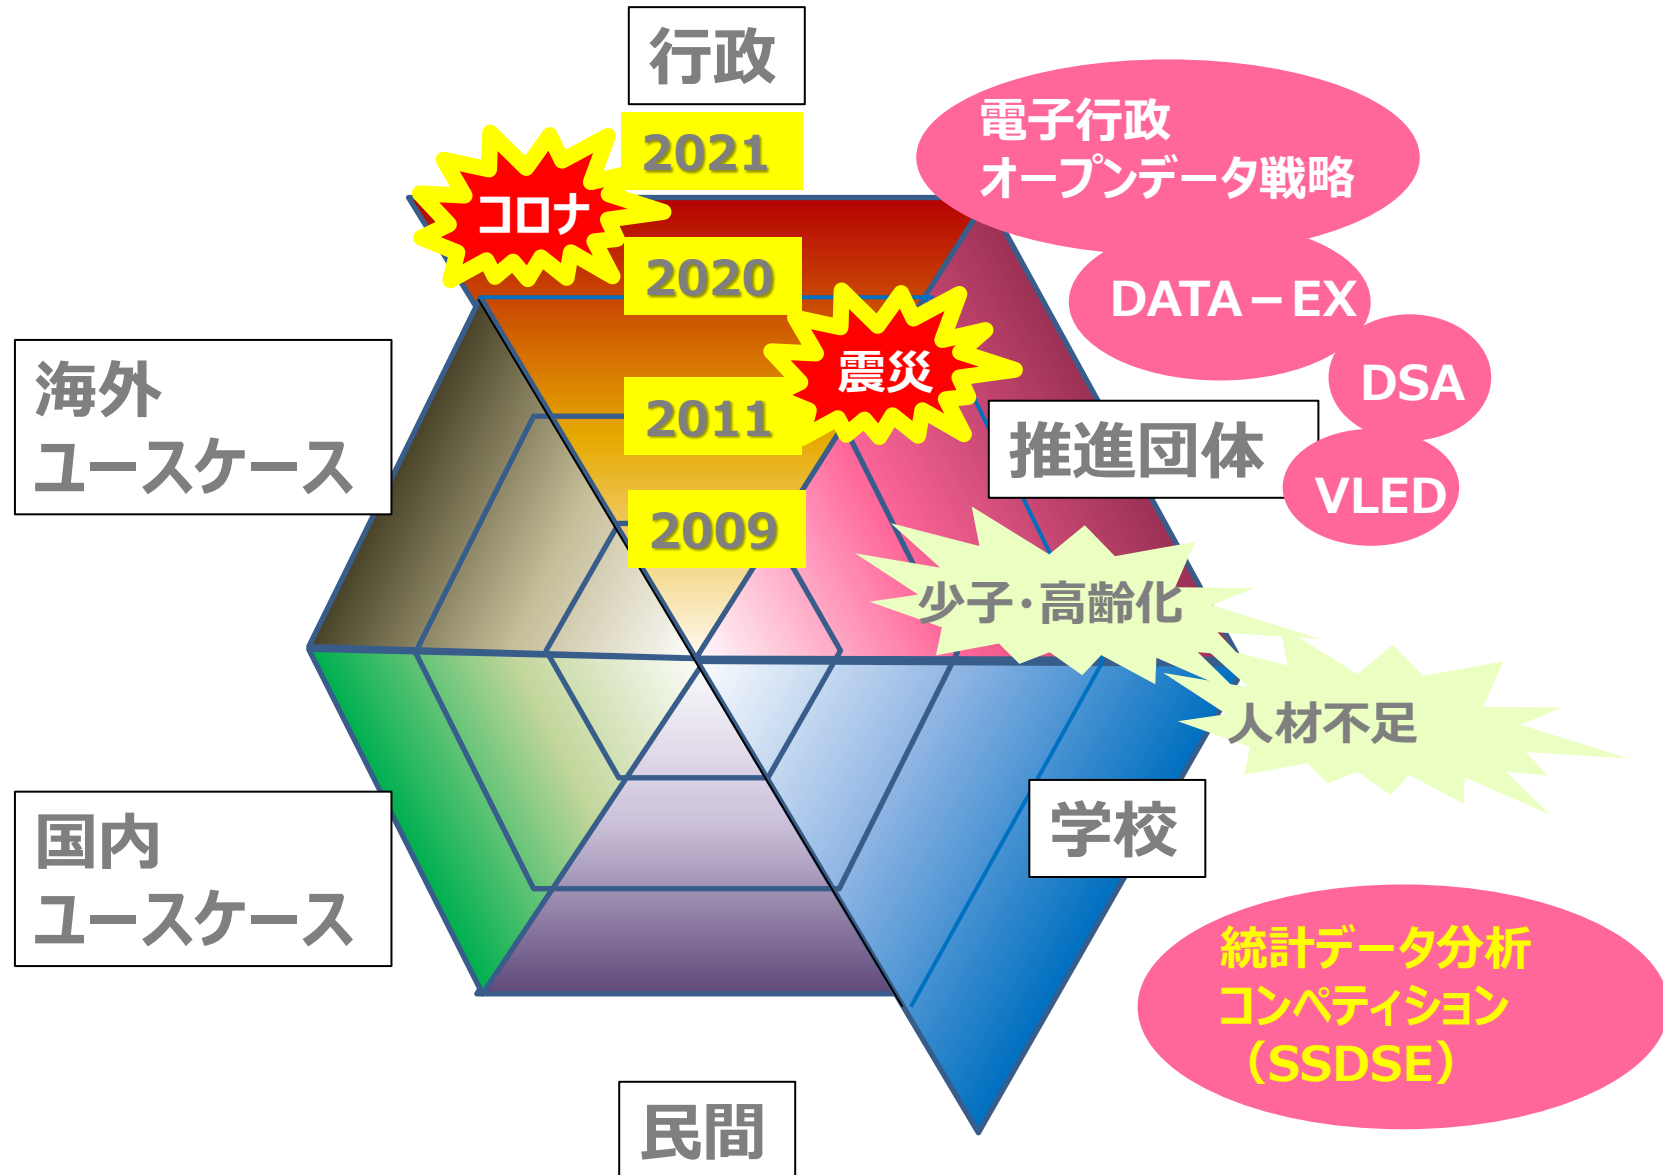 行政
2021
コロナ
2020
震災
2011
2009
電子行政
オープンデータ戦略
DATA－EX
DSA
推進団体
VLED
海外
ユースケース
少子・高齢化
人材不足
国内
ユースケース
学校
統計データ分析
コンペティション
（SSDSE）
民間